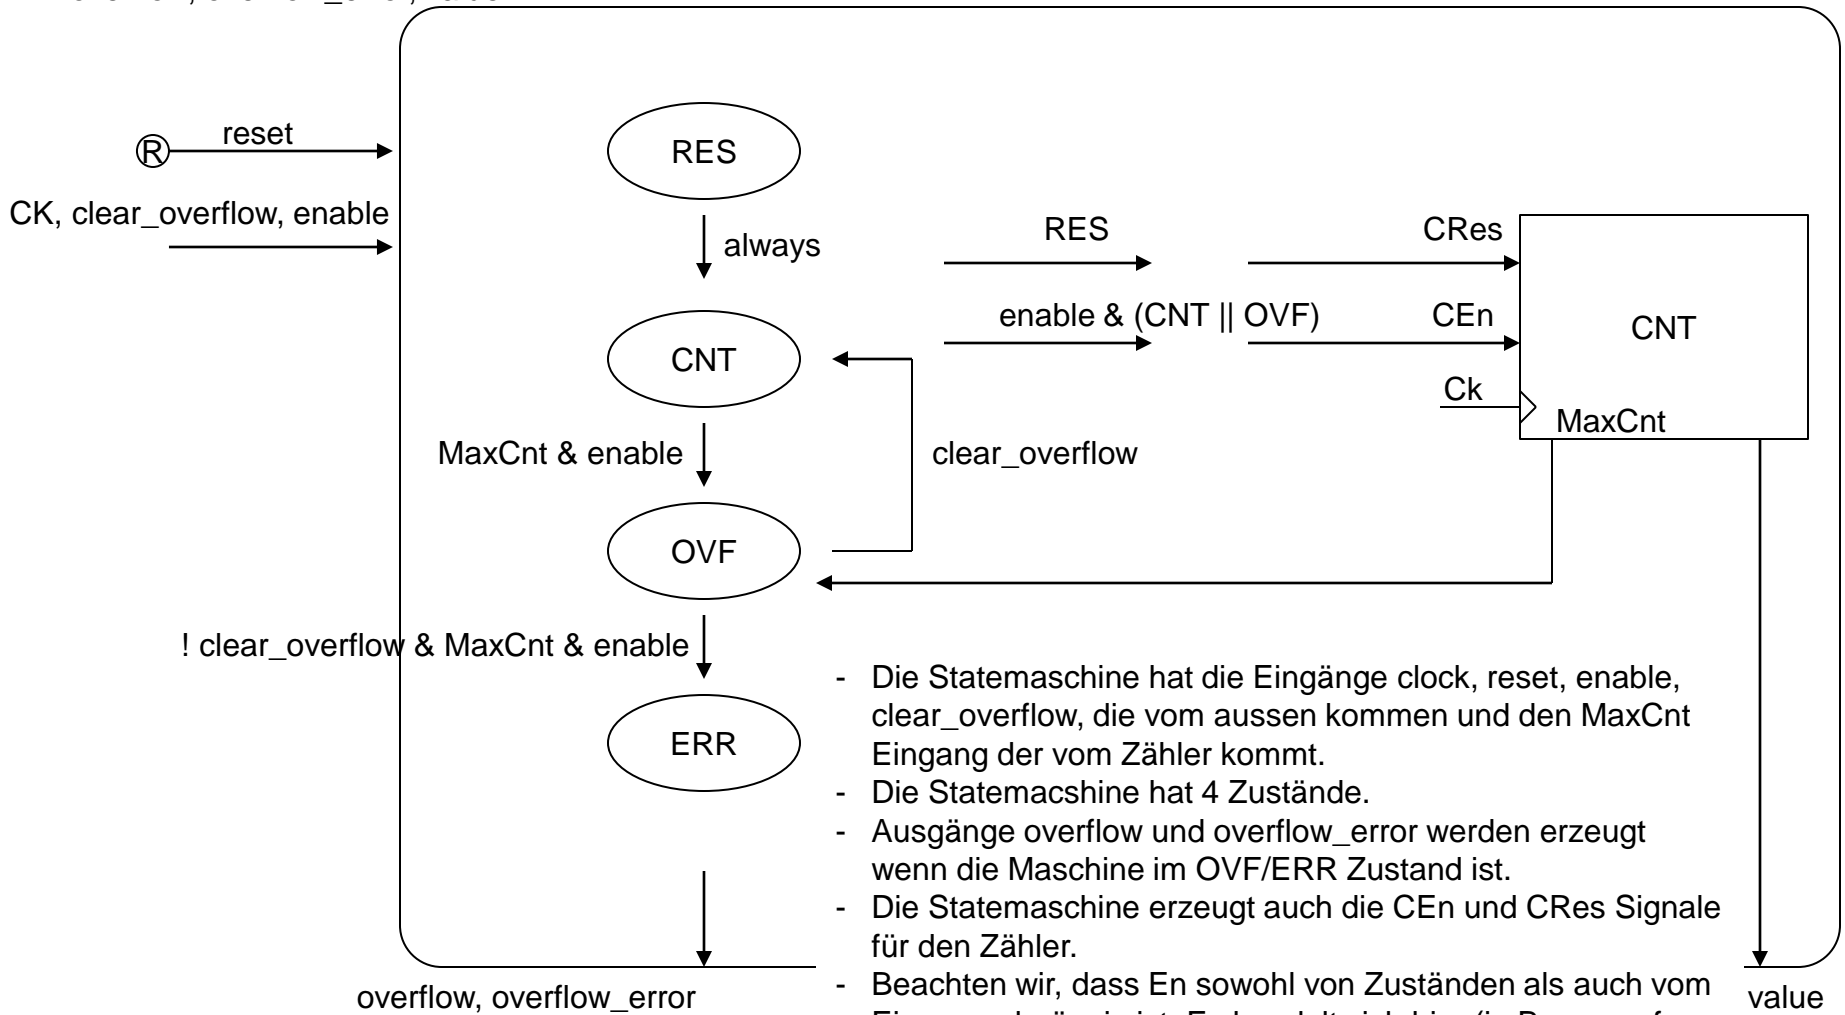 reset
R
RES
CK, clear_overflow, enable
always
RES
CRes
enable & (CNT || OVF)
CEn
CNT
CNT
Ck
MaxCnt
MaxCnt & enable
clear_overflow
OVF
! clear_overflow & MaxCnt & enable
ERR
- Die Statemaschine hat die Eingänge clock, reset, enable,
clear_overflow, die vom aussen kommen und den MaxCnt
Eingang der vom Zähler kommt.
- Die Statemacshine hat 4 Zustände.
- Ausgänge overflow und overflow_error werden erzeugt
wenn die Maschine im OVF/ERR Zustand ist.
- Die Statemaschine erzeugt auch die CEn und CRes Signale
für den Zähler.
- Beachten wir, dass En sowohl von Zuständen als auch vom
overflow, overflow_error
value